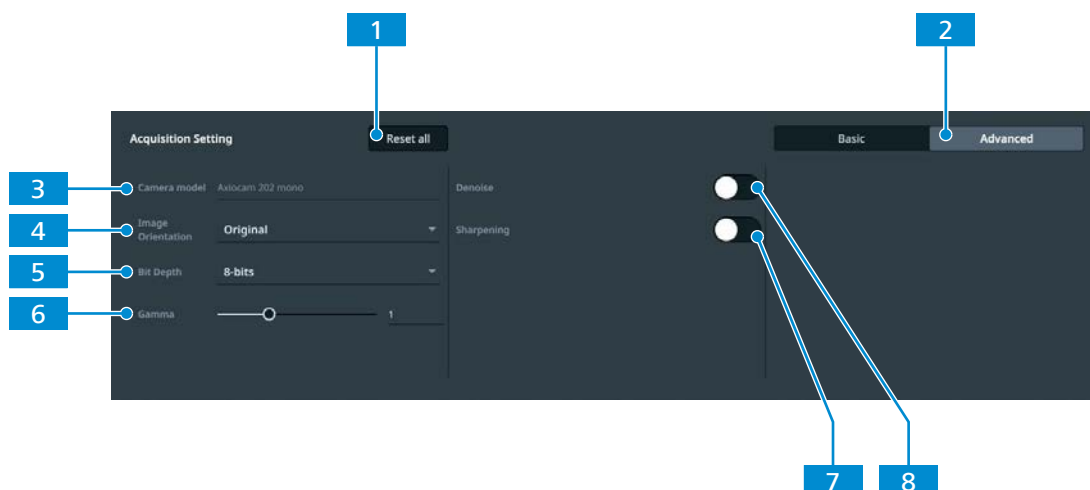 1
2
Acquisition Setting
Reset all
Basic
Advanced
3
Camera model
Axiocam 202 mono
Denoise
4
Image
Orientation
Original
Sharpening
5
Bit Depth
8-bits
6
Gamma
1
7
8